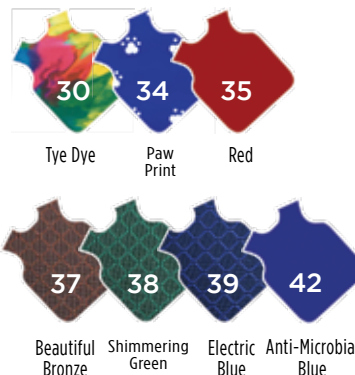 30 34 35
Tye Dye Paw Print Red
37 38 39 42
Beautiful Bronze Shimmering Green Electric Blue Anti-Microbia Blue